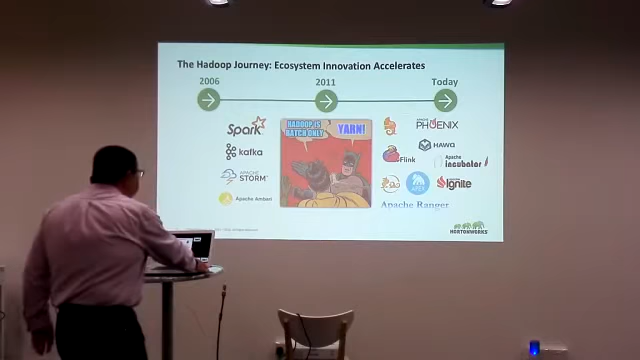 The Hadoop Journey: Ecosystem Innovation Accelerates
2006
2011
Today
Spark
kafka
APACHE
STORM
Apache Ambari
HADOOP IS
BATCH ONLY
YARN!
PHOENIX
HAWQ
Flink
Apache
incubator
APEX
Ignite
Apache Ranger
HORTONWORKS